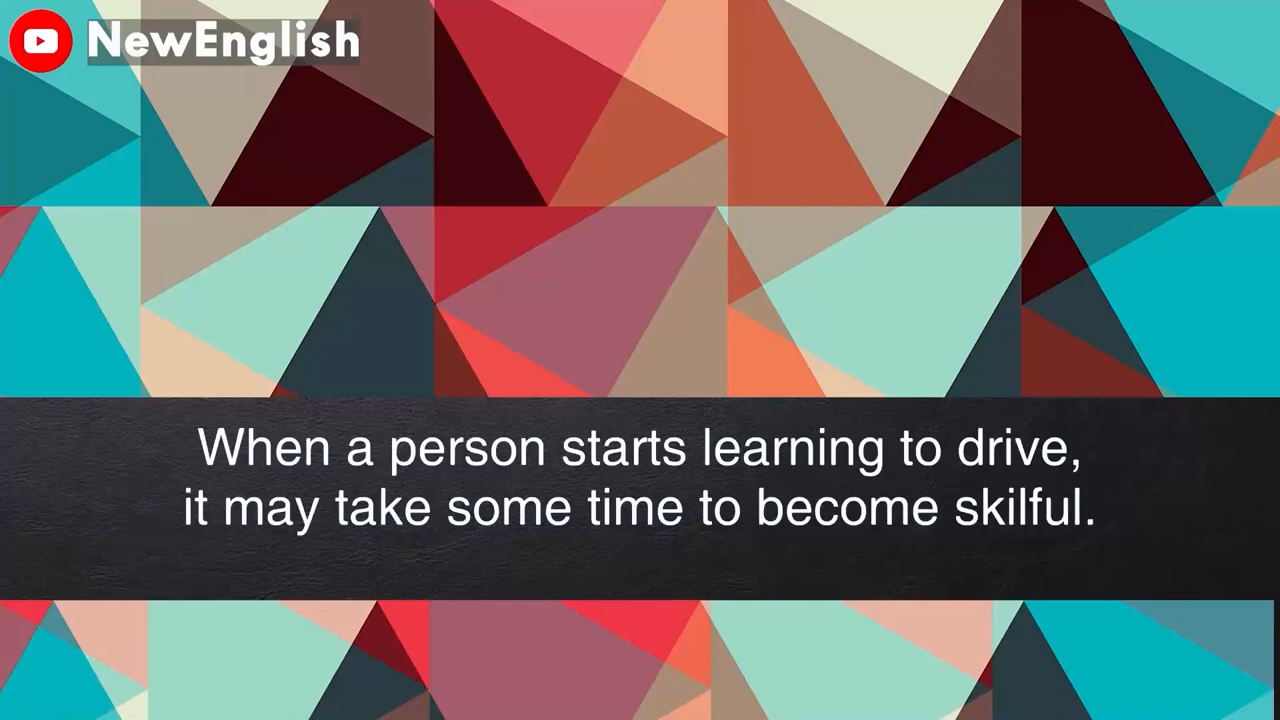 NewEnglish
When a person starts learning to drive,
it may take some time to become skilful.